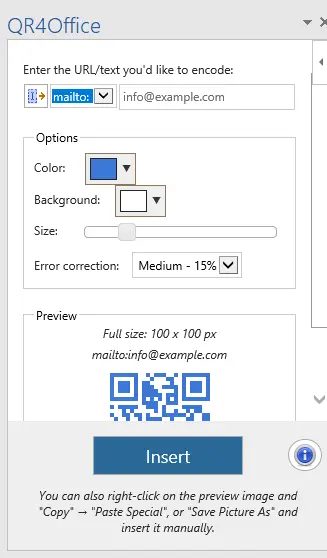 QR4Office
Enter the URL/text you'd like to encode:
mailto: info@example.com
Options
Color:
Background:
Size:
Error correction: Medium - 15%
Preview
Full size: 100 x 100 px
mailto:info@example.com
Insert
You can also right-click on the preview image and
"Copy" → "Paste Special", or "Save Picture As" and
insert it manually.